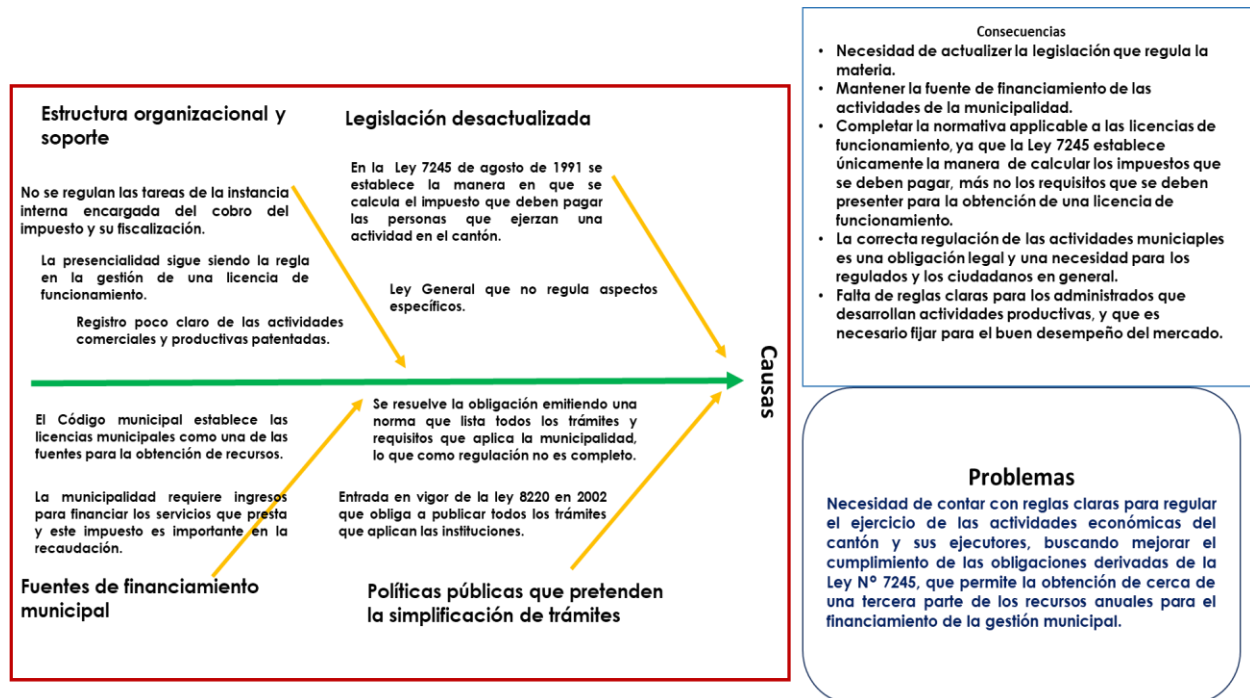 Estructura organizacional y
soporte
No se regulan las tareas de la instancia
interna encargada del cobro del
impuesto y su fiscalización.
La presencialidad sigue siendo la regla
en la gestión de una licencia de
funcionamiento.
Registro poco claro de las actividades
comerciales y productivas patentadas.
Legislación desactualizada
En la Ley 7245 de agosto de 1991 se
establece la manera en que se
calcula el impuesto que deben pagar
las personas que ejerzan una
actividad en el cantón.
Ley General que no regula aspectos
específicos.
Causas
El Código municipal establece las
licencias municipales como una de las
fuentes para la obtención de recursos.
La municipalidad requiere ingresos
para financiar los servicios que presta
y este impuesto es importante en la
recaudación.
Fuentes de financiamiento
municipal
Se resuelve la obligación emitiendo una
norma que lista todos los trámites y
requisitos que aplica la municipalidad,
lo que como regulación no es completo.
Entrada en vigor de la ley 8220 en 2002
que obliga a publicar todos los trámites
que aplican las instituciones.
Políticas públicas que pretenden
la simplificación de trámites
Consecuencias
• Necesidad de actualizer la legislación que regula la
materia.
• Mantener la fuente de financiamiento de las
actividades de la municipalidad.
• Completar la normativa applicable a las licencias de
funcionamiento, ya que la Ley 7245 establece
únicamente la manera de calcular los impuestos que
se deben pagar, más no los requisitos que se deben
presenter para la obtención de una licencia de
funcionamiento.
• La correcta regulación de las actividades municiaples
es una obligación legal y una necesidad para los
regulados y los ciudadanos en general.
• Falta de reglas claras para los administrados que
desarrollan actividades productivas, y que es
necesario fijar para el buen desempeño del mercado.
Problemas
Necesidad de contar con reglas claras para regular
el ejercicio de las actividades económicas del
cantón y sus ejecutores, buscando mejorar el
cumplimiento de las obligaciones derivadas de la
Ley N° 7245, que permite la obtención de cerca de
una tercera parte de los recursos anuales para el
financiamiento de la gestión municipal.